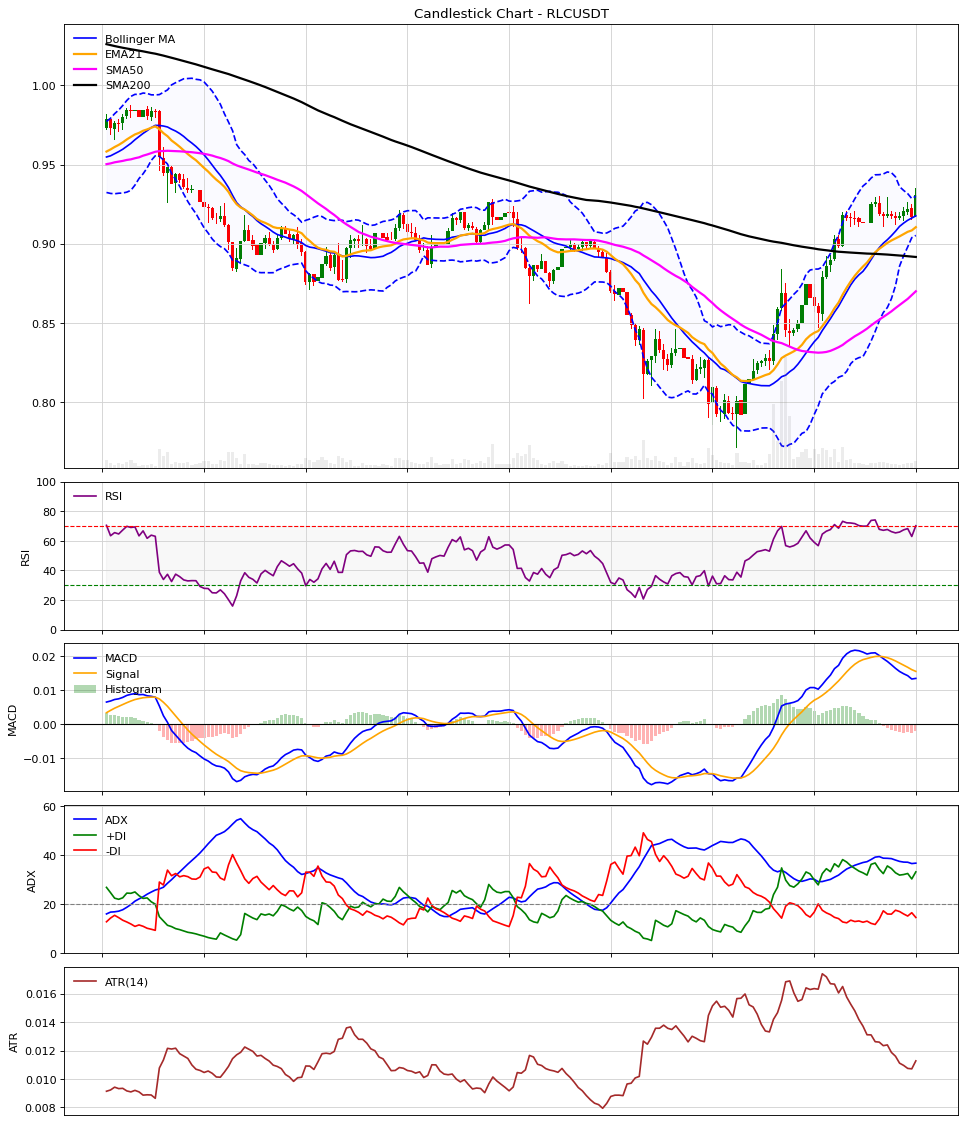 Candlestick Chart - RLCUSDT
Bollinger MA
EMA21
SMA50
SMA200
1.00
0.95
0.90
0.85
0.80
RSI
100
80
60
40
20
0
RSI
MACD
Signal
Histogram
0.02
0.01
0.00
−0.01
MACD
ADX
+DI
-DI
60
40
20
0
ADX
ATR(14)
0.016
0.014
0.012
0.010
0.008
ATR